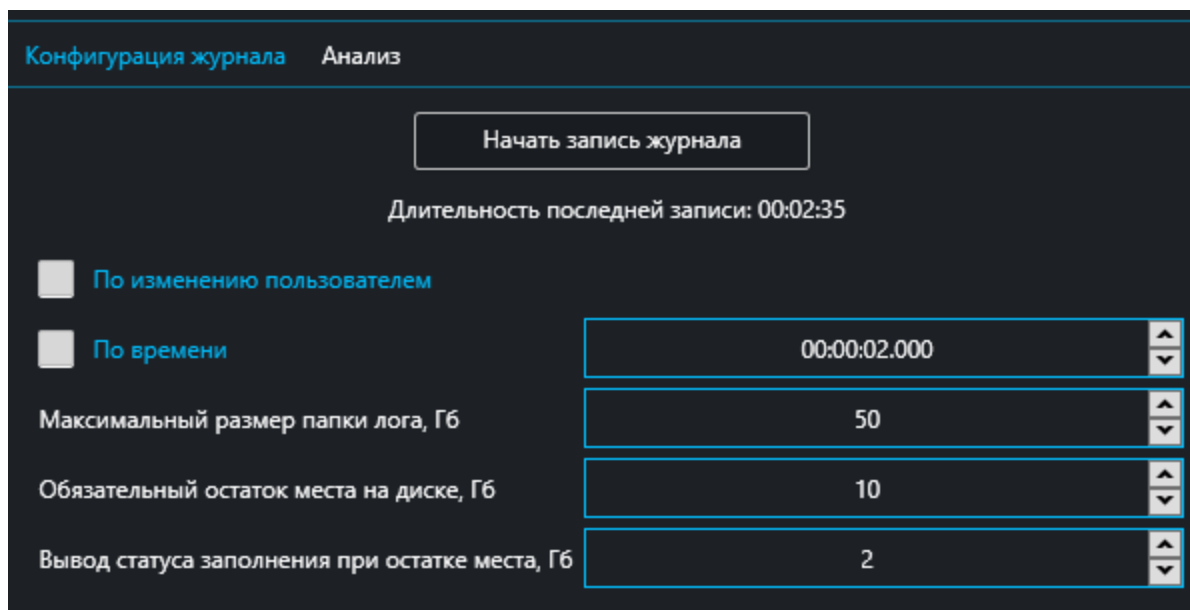 Конфигурация журнала Анализ
Начать запись журнала
Длительность последней записи: 00:02:35
По изменению пользователем
По времени 00:00:02.000
Максимальный размер папки лога, Гб 50
Обязательный остаток места на диске, Гб 10
Вывод статуса заполнения при остатке места, Гб 2